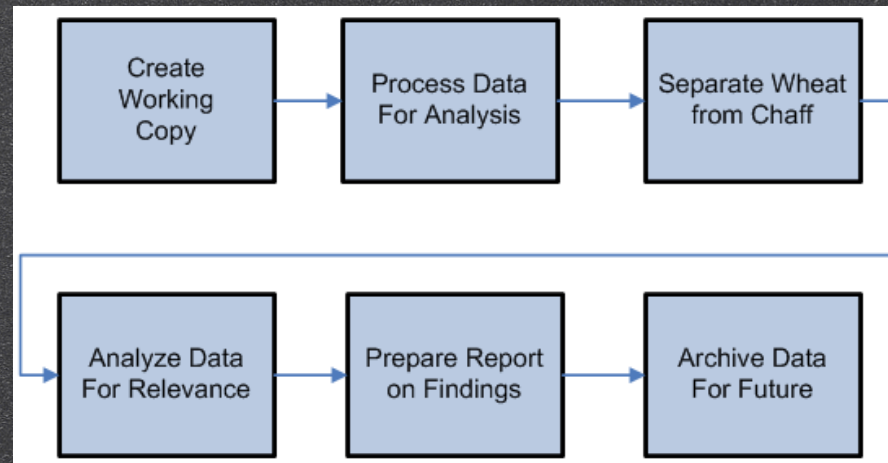 Create
Working
Copy
Process Data
For Analysis
Separate Wheat
from Chaff
Analyze Data
For Relevance
Prepare Report
on Findings
Archive Data
For Future